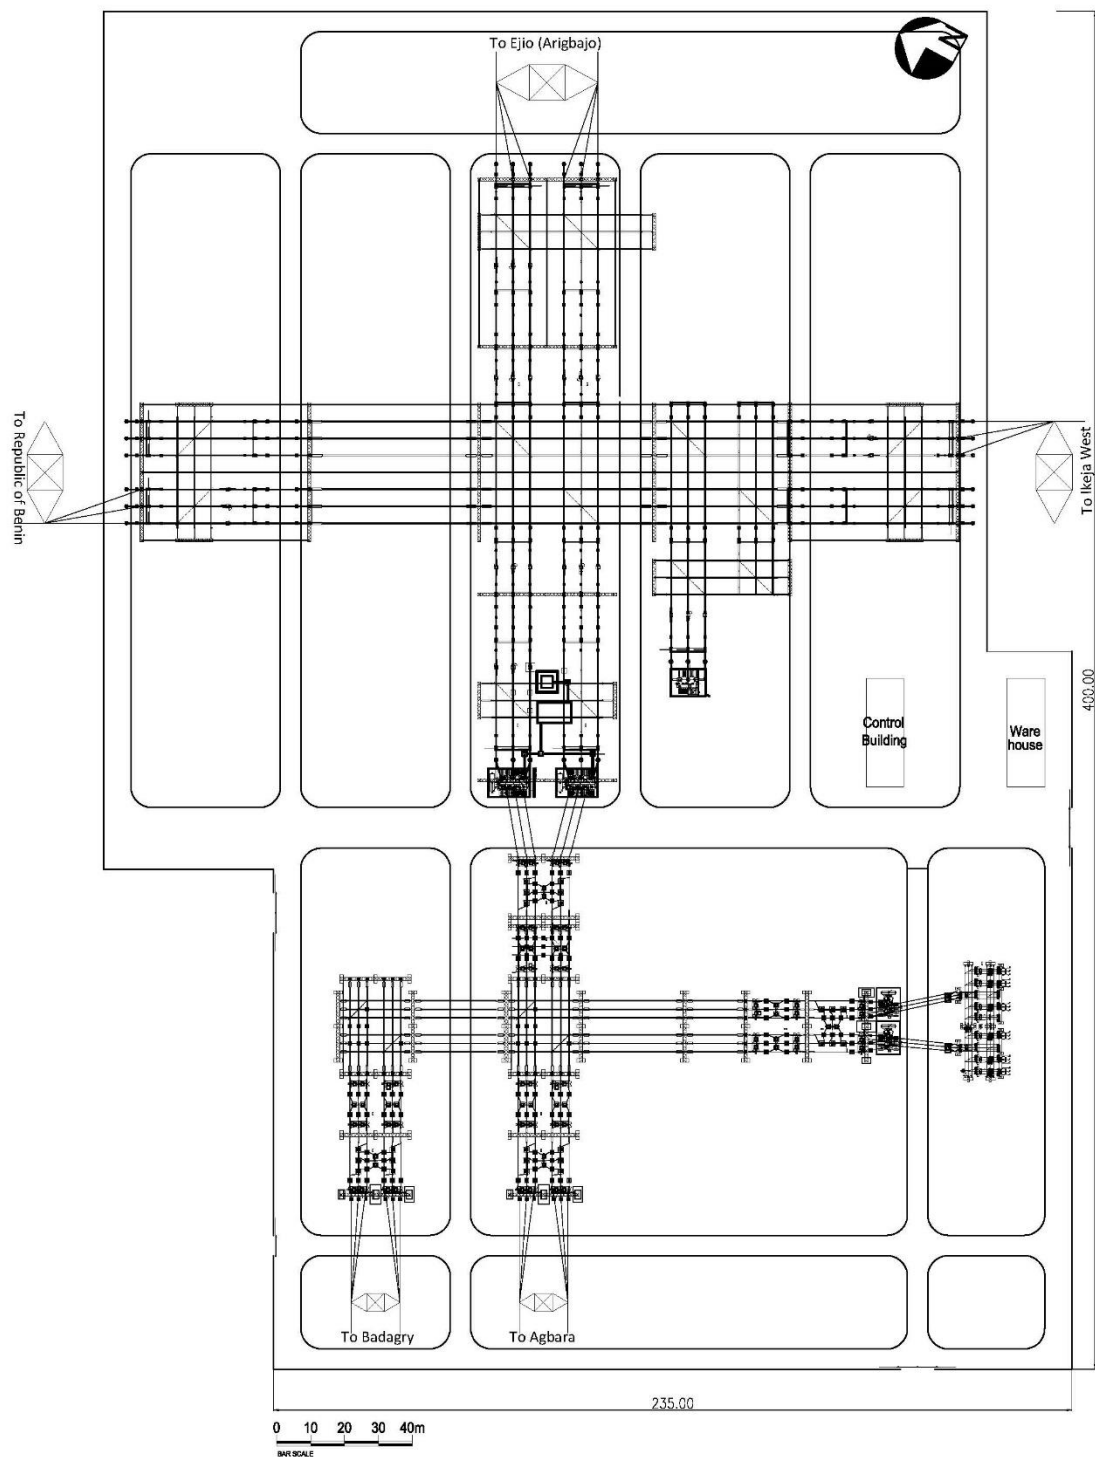 To Ejio (Arigbajo)
N
To Republic of Benin
To Ikeja West
Control
Building
Ware
house
400.00
To Badagry
To Agbara
235.00
0 10 20 30 40m
BAR SCALE